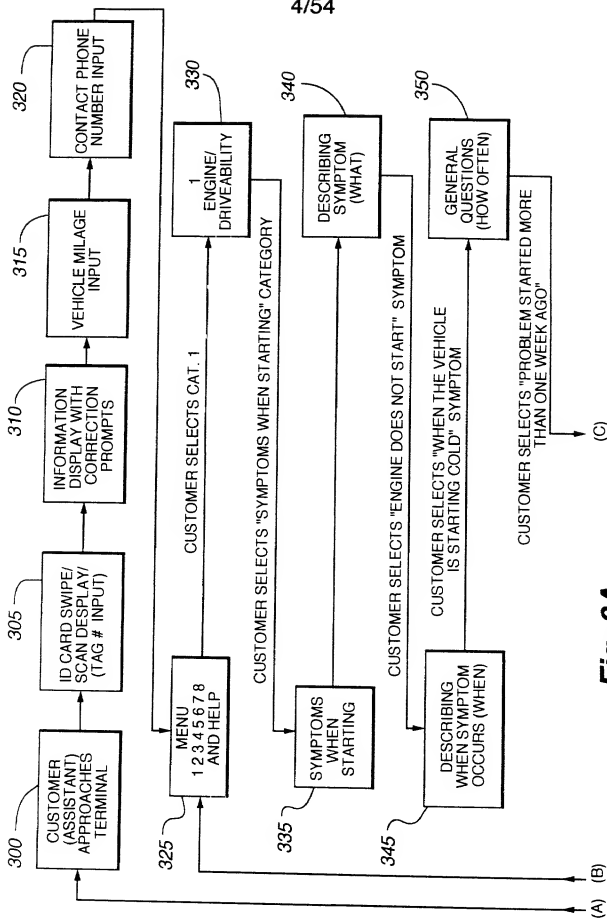 4/54
300
CUSTOMER
(ASSISTANT)
APPROACHES
TERMINAL
305
ID CARD SWIPE/
SCAN DESPLAY/
(TAG # INPUT)
310
INFORMATION
DISPLAY WITH
CORRECTION
PROMPTS
315
VEHICLE MILAGE
INPUT
320
CONTACT PHONE
NUMBER INPUT
325
MENU
1 2 3 4 5 6 7 8
AND HELP
CUSTOMER SELECTS CAT. 1
330
1
ENGINE/
DRIVEABILITY
CUSTOMER SELECTS "SYMPTOMS WHEN STARTING" CATEGORY
335
SYMPTOMS
WHEN
STARTING
340
DESCRIBING
SYMPTOM
(WHAT)
CUSTOMER SELECTS "ENGINE DOES NOT START" SYMPTOM
345
DESCRIBING
WHEN SYMPTOM
OCCURS (WHEN)
CUSTOMER SELECTS "WHEN THE VEHICLE
IS STARTING COLD" SYMPTOM
350
GENERAL
QUESTIONS
(HOW OFTEN)
CUSTOMER SELECTS "PROBLEM STARTED MORE
THAN ONE WEEK AGO"
(A)
(B)
(C)